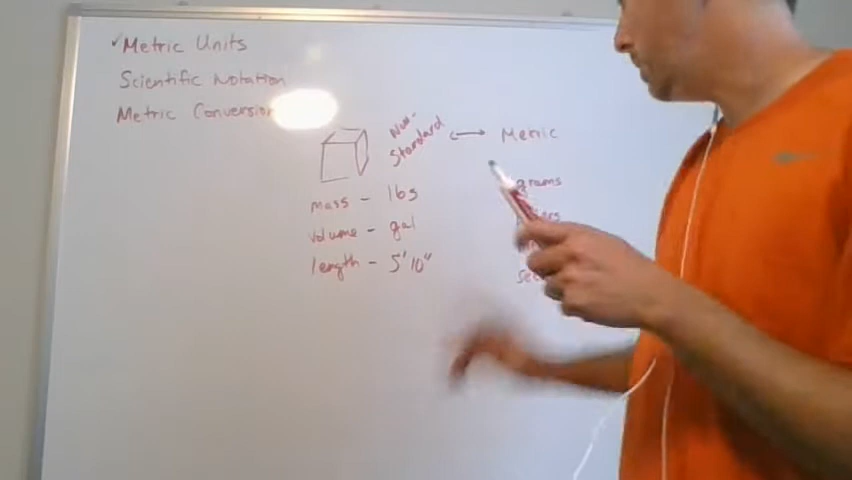 ✓Metric Units
Scientific Notation
Metric Conversion
Non-
Standard ⟷ Metric
mass - lbs grams
volume - gal
length - 5'10"